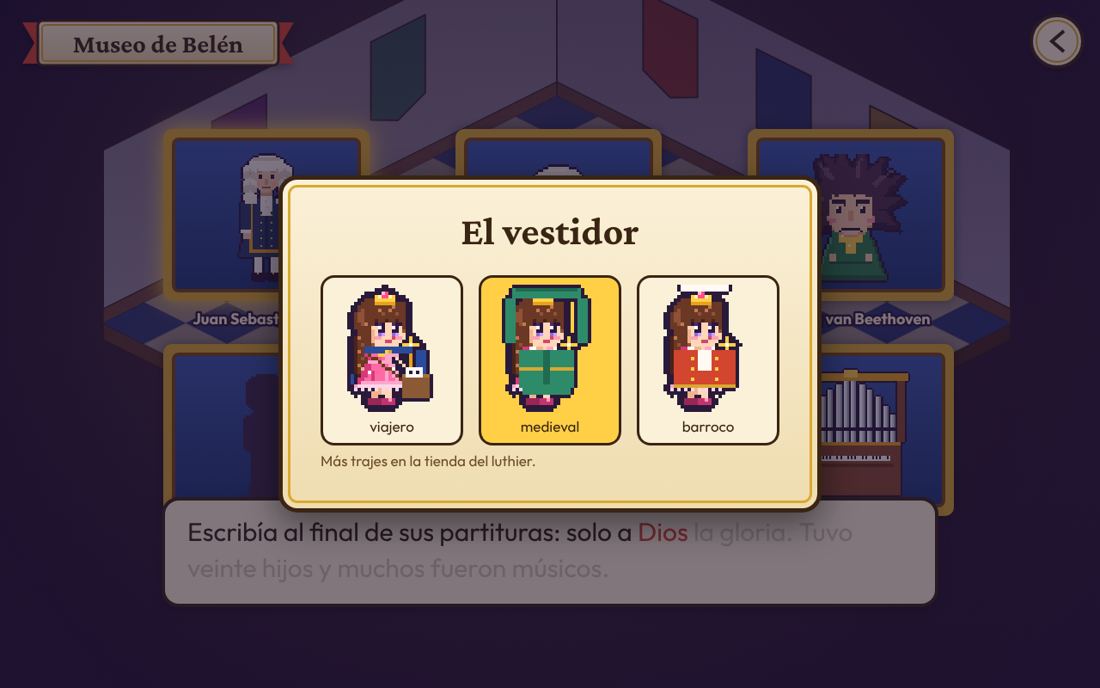 Museo de Belén
El vestidor
Juan Sebast
van Beethoven
viajero
medieval
barroco
Más trajes en la tienda del luthier.
Escribía al final de sus partituras: solo a Dios la gloria. Tuvo
veinte hijos y muchos fueron músicos.